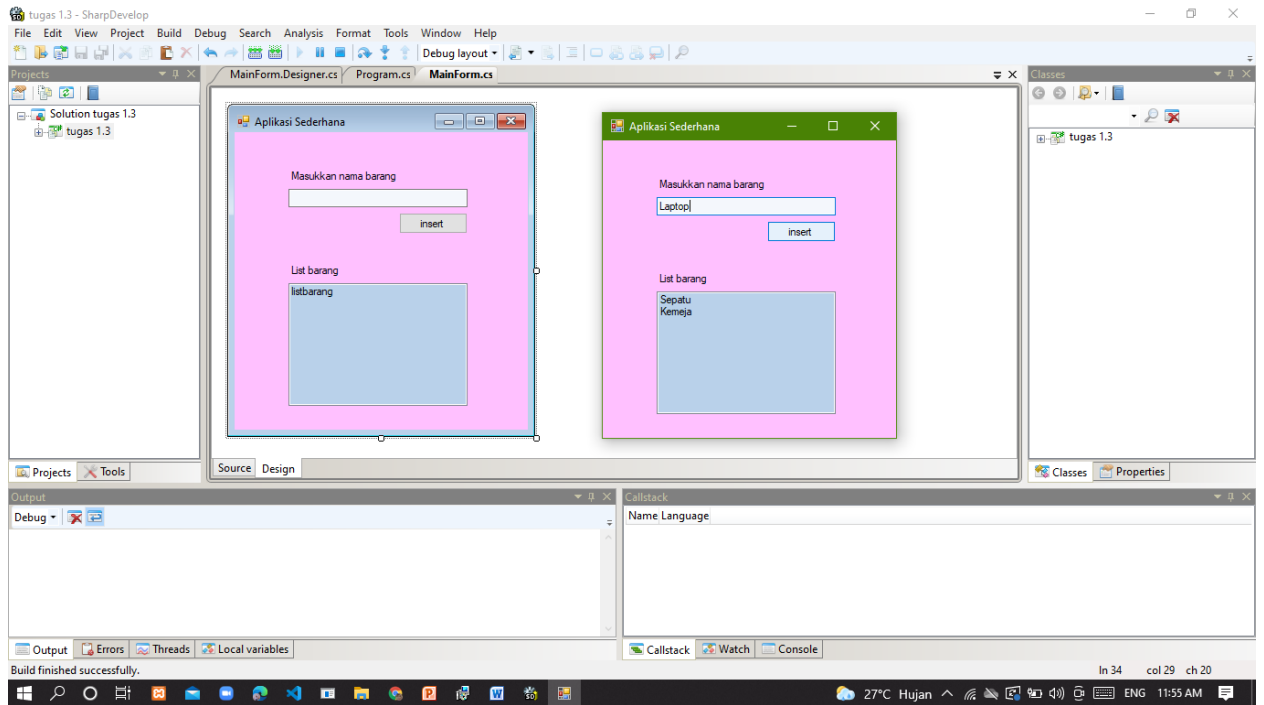 tugas 1.3 - SharpDevelop
File Edit View Project Build Debug Search Analysis Format Tools Window Help
Debug layout
Projects
MainForm.Designer.cs Program.cs MainForm.cs
Classes
Solution tugas 1.3
tugas 1.3
tugas 1.3
Aplikasi Sederhana
Masukkan nama barang
insert
List barang
listbarang
Aplikasi Sederhana
Masukkan nama barang
Laptop
insert
List barang
Sepatu
Kemeja
Source Design
Projects Tools
Classes Properties
Output
Debug
Callstack
Name Language
Output Errors Threads Local variables
Callstack Watch Console
Build finished successfully.
ln 34 col 29 ch 20
27°C Hujan ENG 11:55 AM